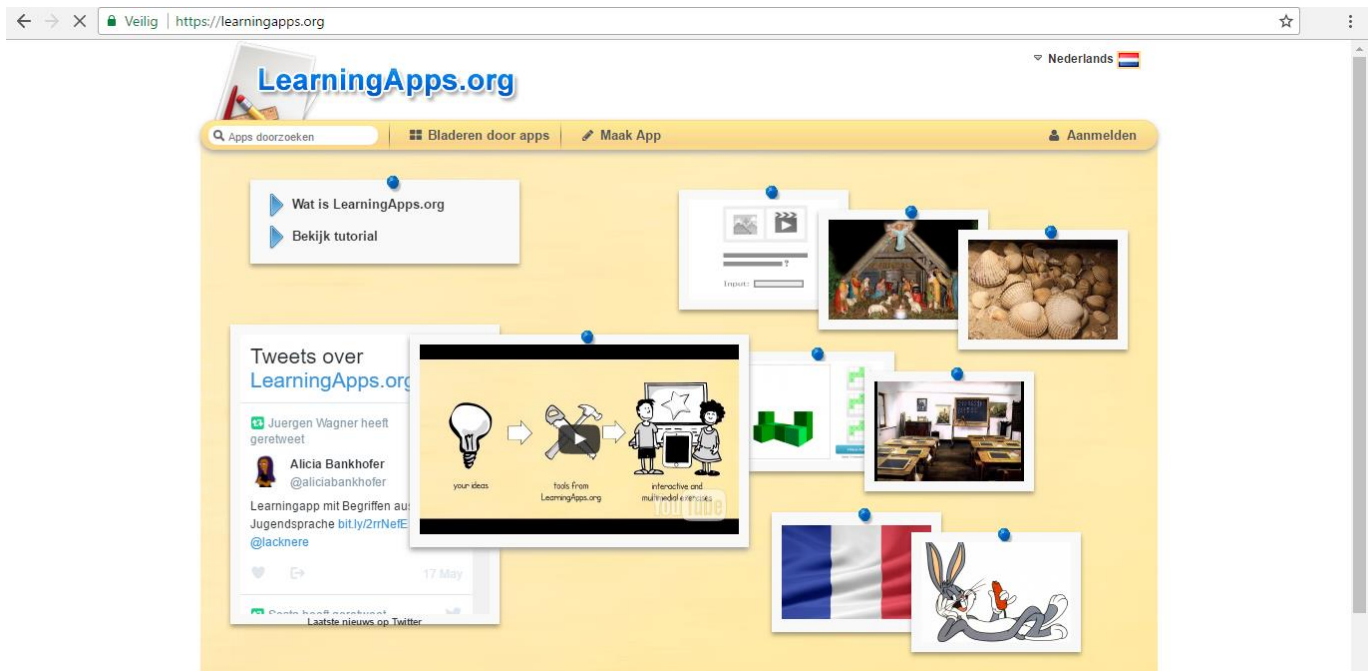 Veilig | https://learningapps.org
LearningApps.org
Nederlands
Apps doorzoeken
Bladeren door apps
Maak App
Aanmelden
Wat is LearningApps.org
Bekijk tutorial
?
Input:
Tweets over
LearningApps.org
Juergen Wagner heeft
geretweet
Alicia Bankhofer
@aliciabankhofer
Learningapp mit Begriffen aus
Jugendsprache bit.ly/2rrNefE
@lacknere
17 May
Laatste nieuws op Twitter
your ideas
tools from
LearningApps.org
interactive and
multimedial exercises
YouTube